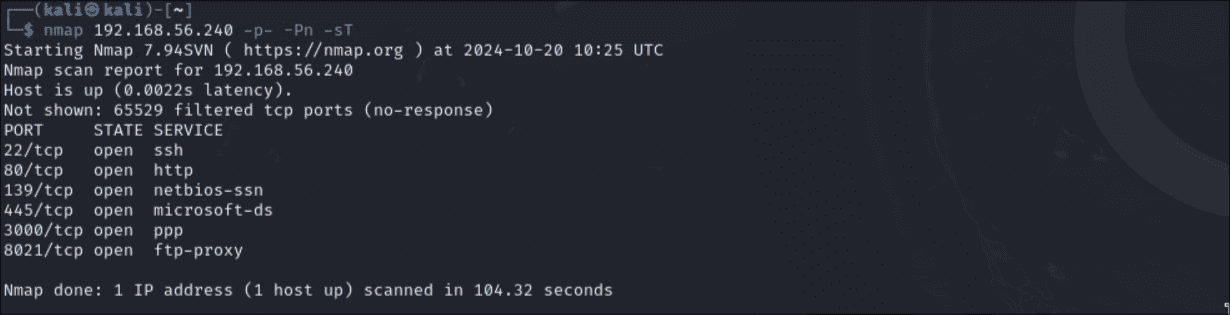 ┌──(kali㉿kali)-[~]
└─$ nmap 192.168.56.240 -p- -Pn -sT
Starting Nmap 7.94SVN ( https://nmap.org ) at 2024-10-20 10:25 UTC
Nmap scan report for 192.168.56.240
Host is up (0.0022s latency).
Not shown: 65529 filtered tcp ports (no-response)
PORT     STATE SERVICE
22/tcp   open  ssh
80/tcp   open  http
139/tcp  open  netbios-ssn
445/tcp  open  microsoft-ds
3000/tcp open  ppp
8021/tcp open  ftp-proxy
Nmap done: 1 IP address (1 host up) scanned in 104.32 seconds